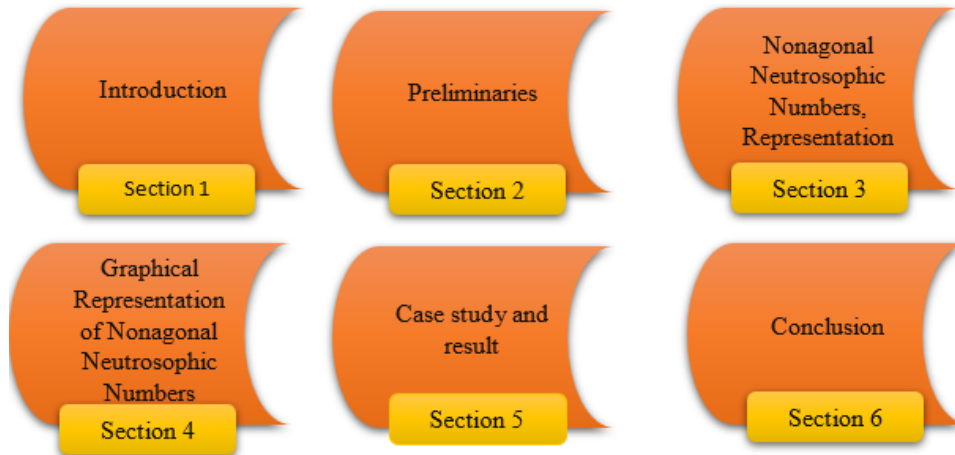 Introduction
Section 1
Preliminaries
Section 2
Nonagonal
Neutrosophic
Numbers,
Representation
Section 3
Graphical
Representation
of Nonagonal
Neutrosophic
Numbers
Section 4
Case study and
result
Section 5
Conclusion
Section 6